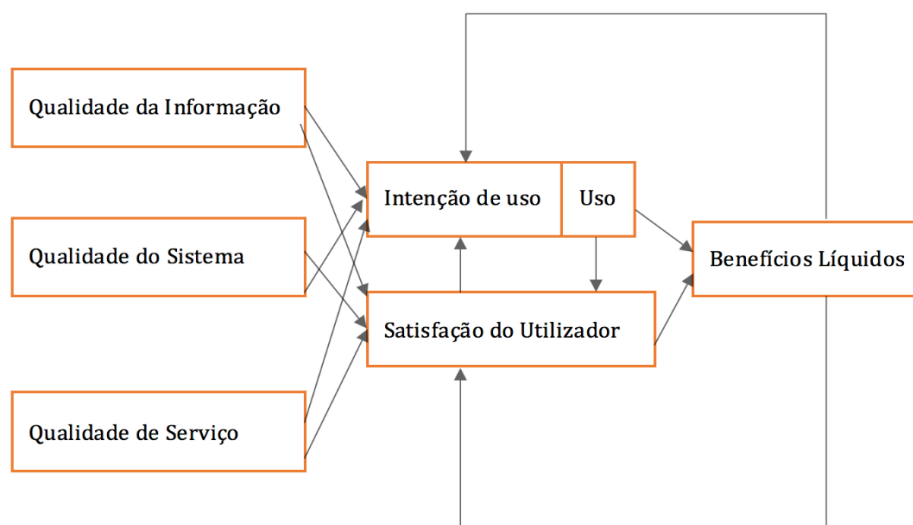 Qualidade da Informação
Qualidade do Sistema
Qualidade de Serviço
Intenção de uso
Uso
Satisfação do Utilizador
Benefícios Líquidos